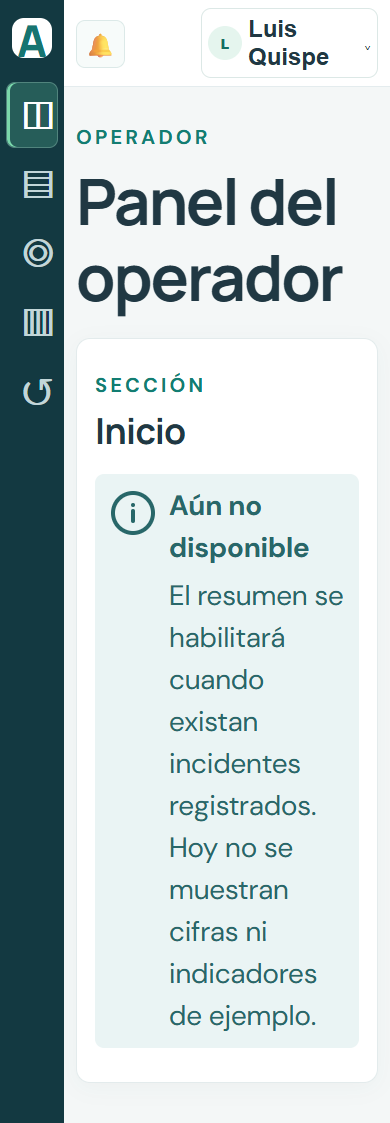 A
L
Luis
Quispe
OPERADOR
Panel del
operador
SECCIÓN
Inicio
Aún no
disponible
El resumen se
habilitará
cuando
existan
incidentes
registrados.
Hoy no se
muestran
cifras ni
indicadores
de ejemplo.